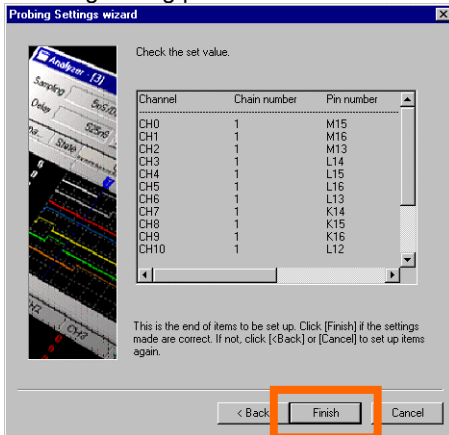 Probing Settings wizard
Analyzer - [3]
Sampling
5nS/D
Delay
525nS
State
Check the set value.
Channel Chain number Pin number
CH0 1 M15
CH1 1 M16
CH2 1 M13
CH3 1 L14
CH4 1 L15
CH5 1 L16
CH6 1 L13
CH7 1 K14
CH8 1 K15
CH9 1 K16
CH10 1 L12
This is the end of items to be set up. Click [Finish] if the settings
made are correct. If not, click [<Back] or [Cancel] to set up items
again.
< Back Finish Cancel